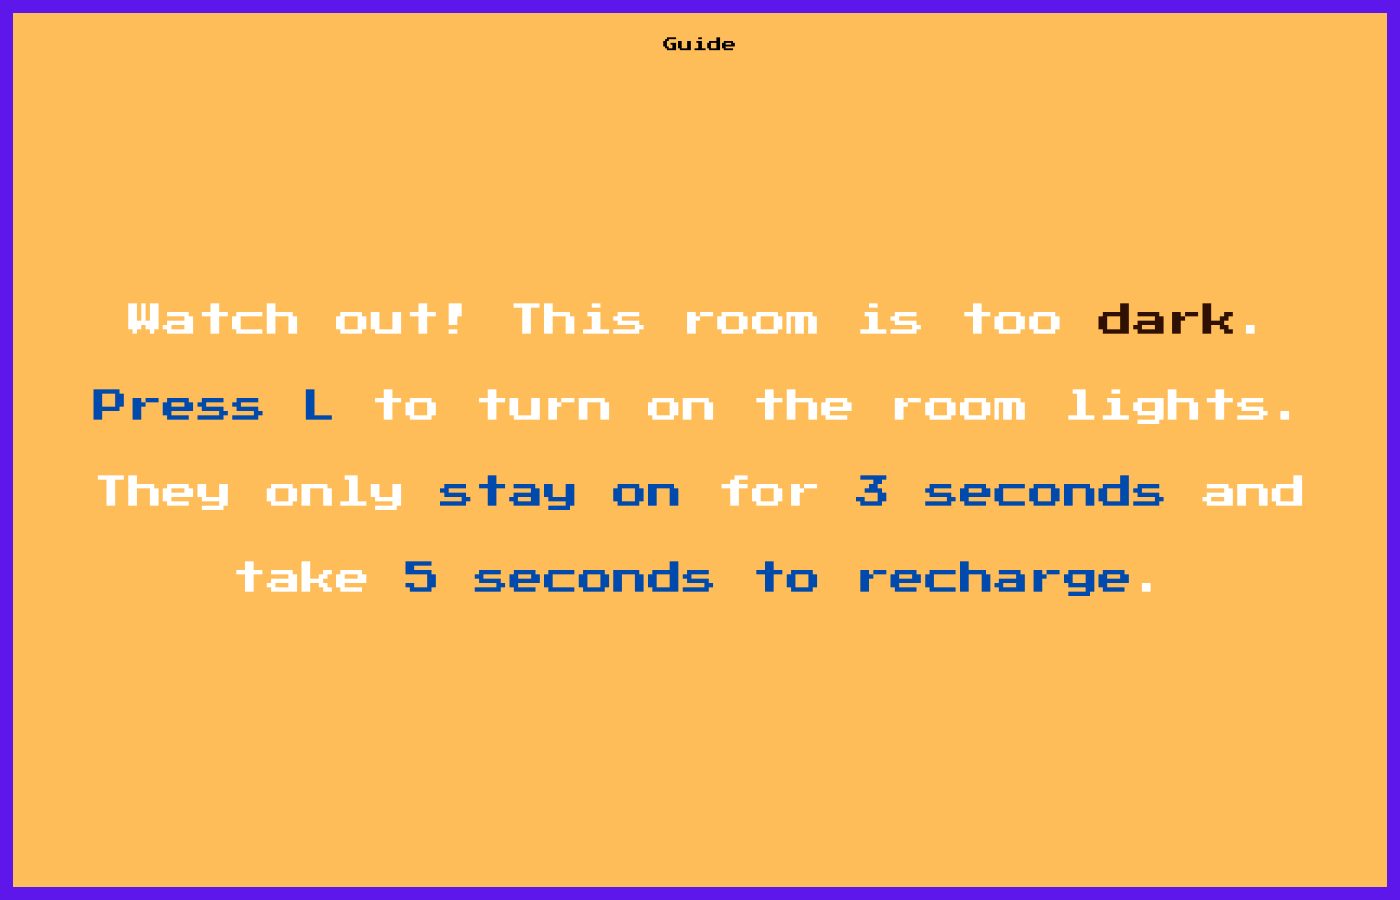 Guide
Watch out! This room is too dark.
Press L to turn on the room lights.
They only stay on for 3 seconds and
take 5 seconds to recharge.